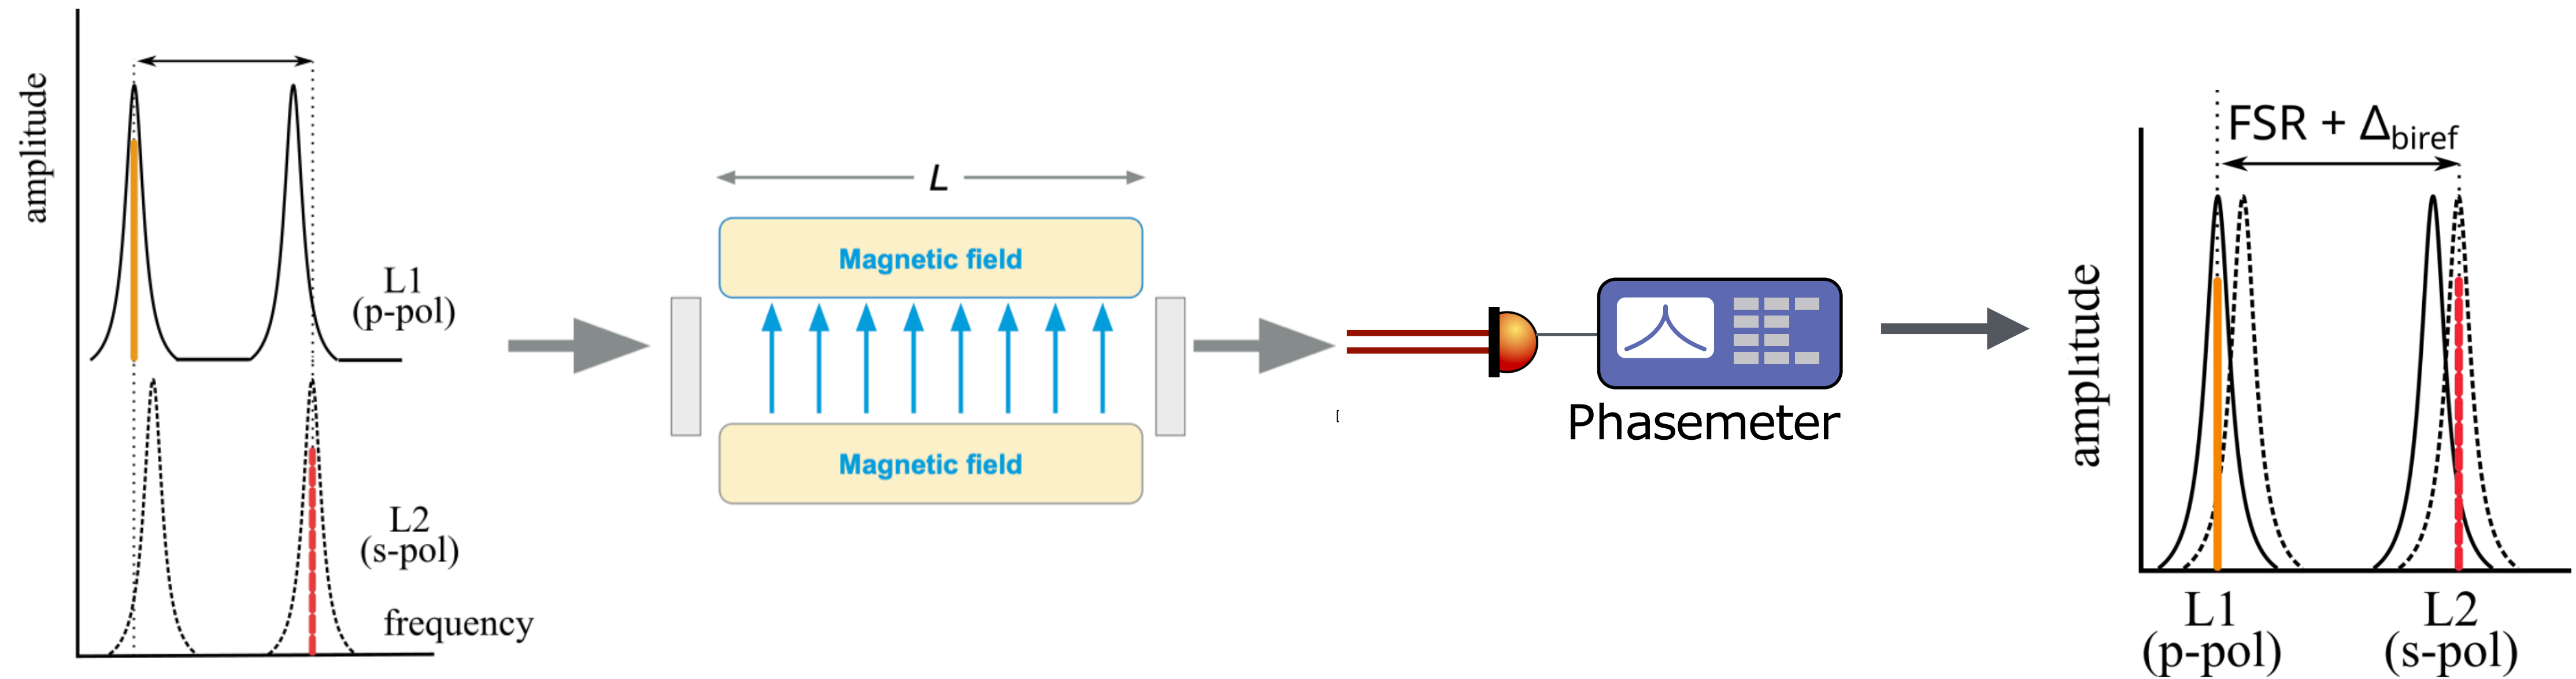 amplitude
L1
(p-pol)
L2
(s-pol)
frequency
L
Magnetic field
Magnetic field
Phasemeter
FSR + Δbiref
amplitude
L1
(p-pol)
L2
(s-pol)